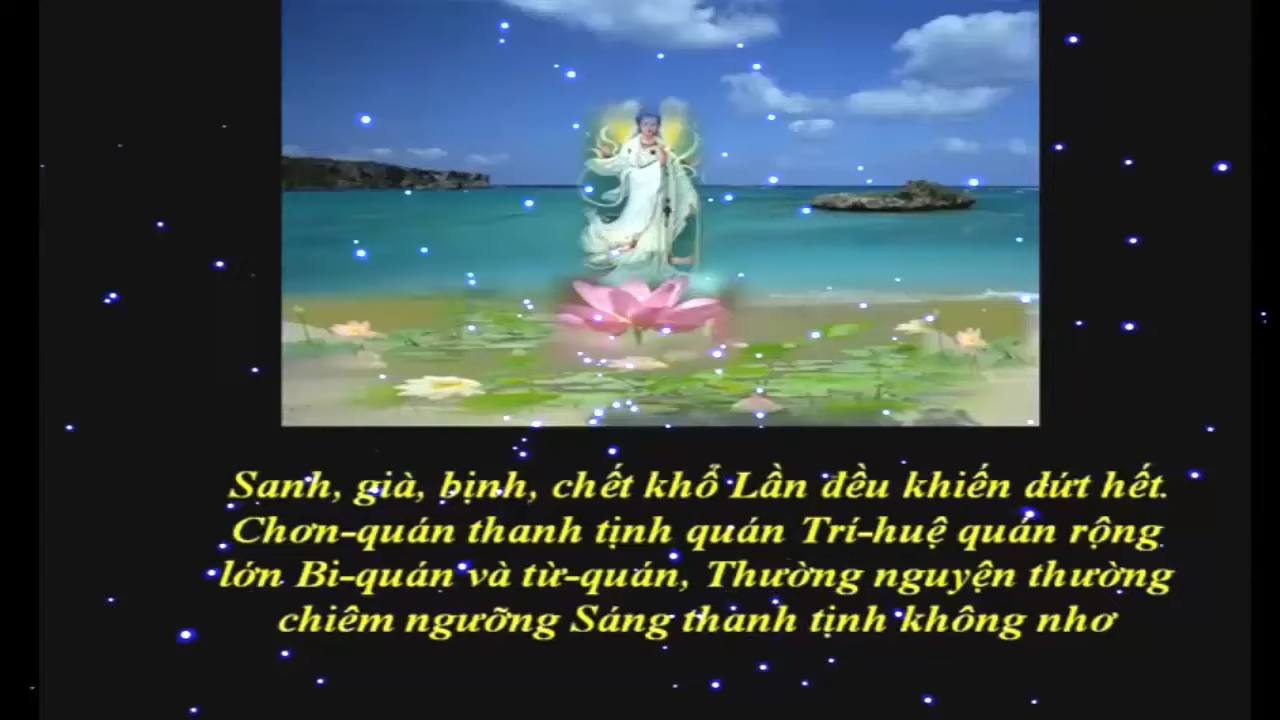 Sanh, già, bịnh, chết khổ Lần đều khiến dứt hết.
Chơn-quán thanh tịnh quán Trí-huệ quán rộng
lớn Bi-quán và từ-quán, Thường nguyện thường
chiêm ngưỡng Sáng thanh tịnh không nhơ